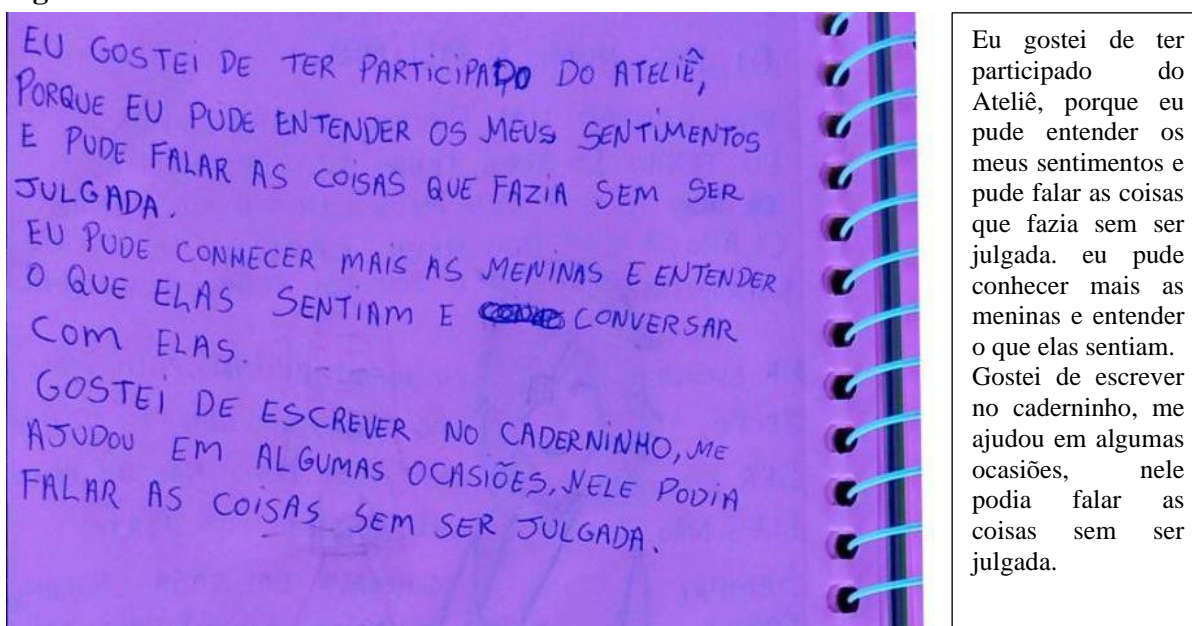 EU GOSTEI DE TER PARTICIPADO DO ATELIÊ,
PORQUE EU PUDE ENTENDER OS MEUS SENTIMENTOS
E PUDE FALAR AS COISAS QUE FAZIA SEM SER
JULGADA.
EU PUDE CONHECER MAIS AS MENINAS E ENTENDER
O QUE ELAS SENTIAM E CONVERSAR
COM ELAS.
GOSTEI DE ESCREVER NO CADERNINHO, ME
AJUDOU EM ALGUMAS OCASIÕES, NELE PODIA
FALAR AS COISAS SEM SER JULGADA.
Eu gostei de ter
participado do
Ateliê, porque eu
pude entender os
meus sentimentos e
pude falar as coisas
que fazia sem ser
julgada. eu pude
conhecer mais as
meninas e entender
o que elas sentiam.
Gostei de escrever
no caderninho, me
ajudou em algumas
ocasiões, nele
podia falar as
coisas sem ser
julgada.